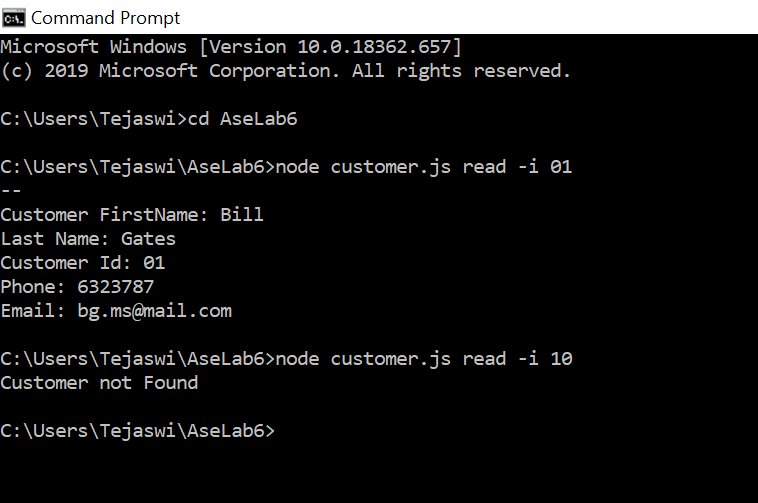 Command Prompt
Microsoft Windows [Version 10.0.18362.657]
(c) 2019 Microsoft Corporation. All rights reserved.
C:\Users\Tejaswi>cd AseLab6
C:\Users\Tejaswi\AseLab6>node customer.js read -i 01
--
Customer FirstName: Bill
Last Name: Gates
Customer Id: 01
Phone: 6323787
Email: bg.ms@mail.com
C:\Users\Tejaswi\AseLab6>node customer.js read -i 10
Customer not Found
C:\Users\Tejaswi\AseLab6>